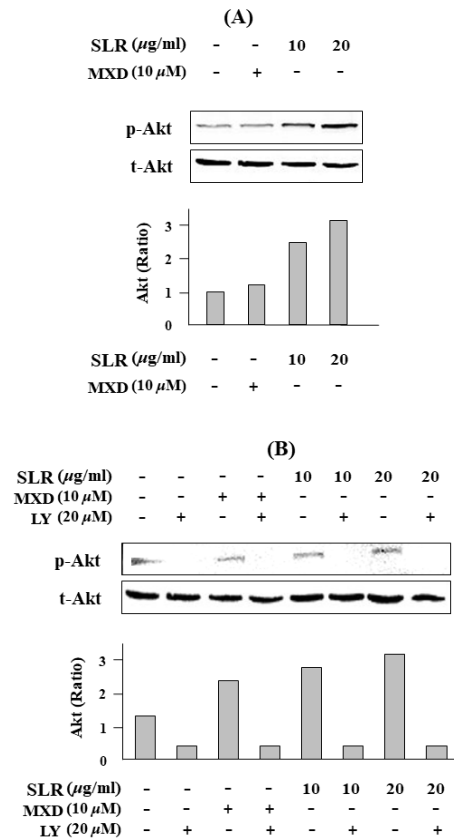 (A)
SLR (µg/ml) - - 10 20
MXD (10 µM) - + - -
p-Akt
t-Akt
Akt (Ratio)
3
2
1
0
SLR (µg/ml) - - 10 20
MXD (10 µM) - + - -
(B)
SLR (µg/ml) - - - - 10 10 20 20
MXD (10 µM) - - + + - - - -
LY (20 µM) - + - + - + - +
p-Akt
t-Akt
Akt (Ratio)
3
2
1
0
SLR (µg/ml) - - - - 10 10 20 20
MXD (10 µM) - - + + - - - -
LY (20 µM) - + - + - + - +